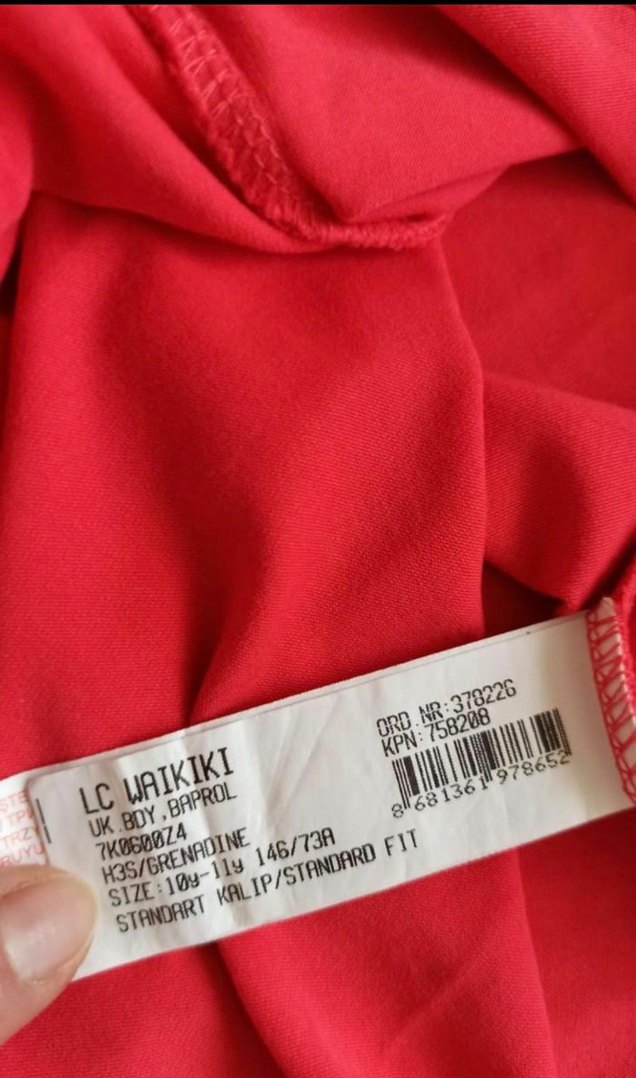 LC WAIKIKI
UK.BDY,BAPROL
7K0600Z4
H3S/GRENADINE
SIZE:10y-11y 146/73A
STANDART KALIP/STANDARD FIT
ORD.NR:378226
KPN:758208
8 681361 978652